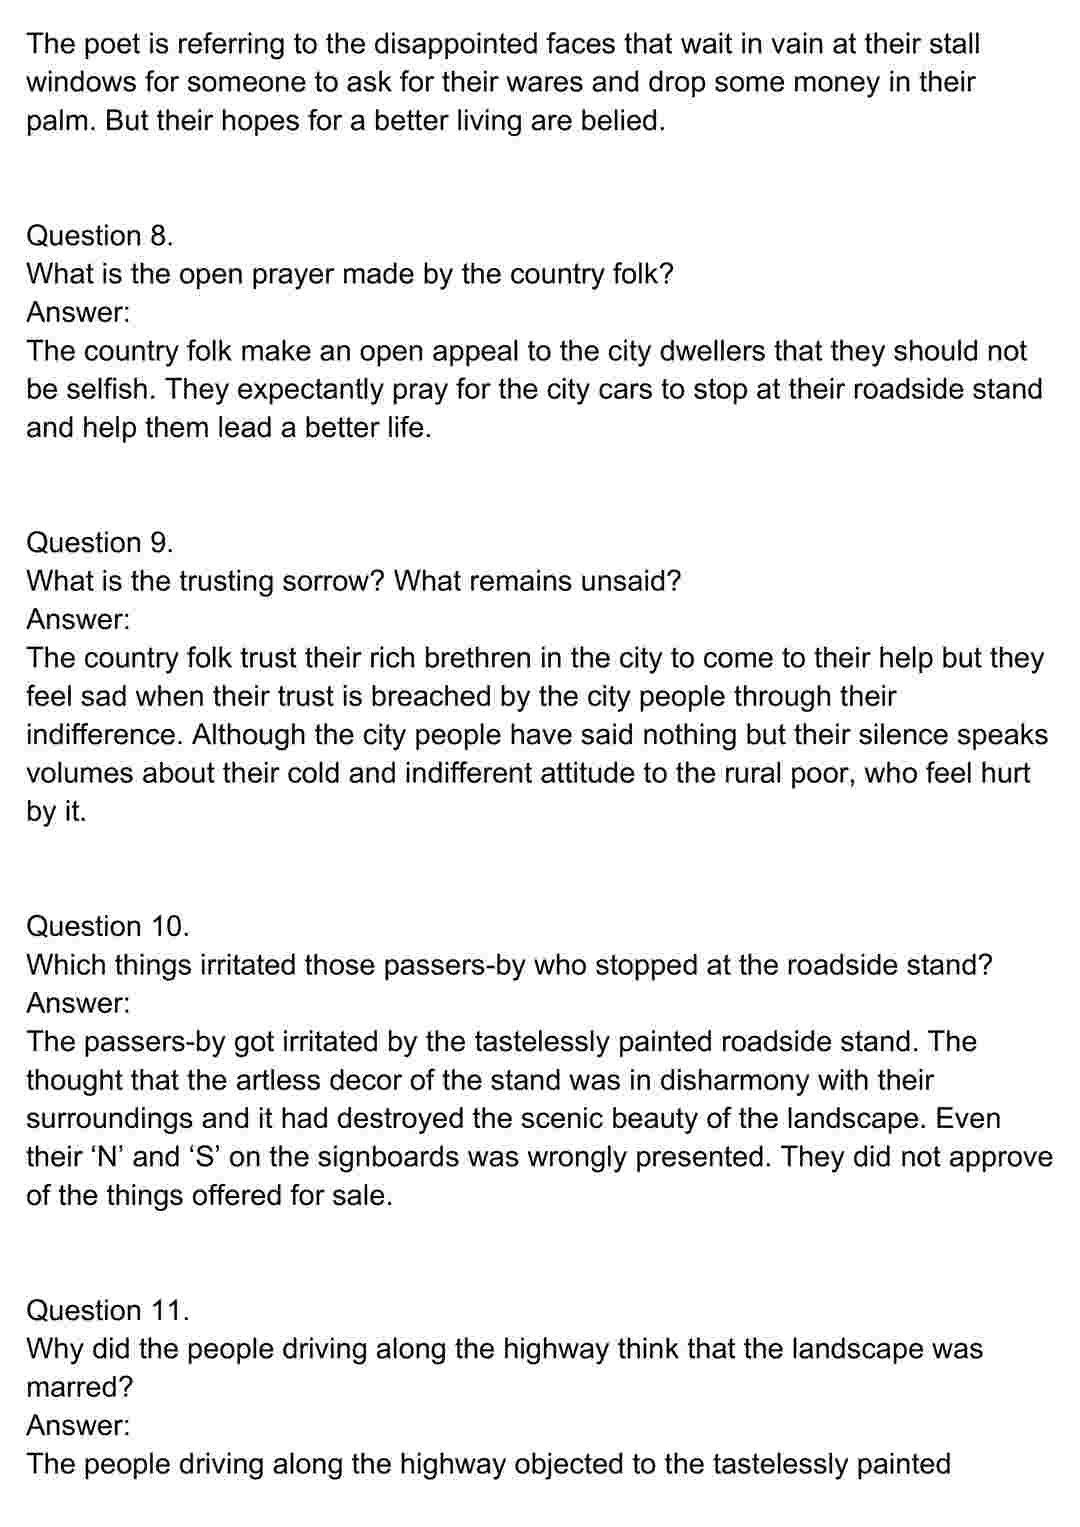 The poet is referring to the disappointed faces that wait in vain at their stall
windows for someone to ask for their wares and drop some money in their
palm. But their hopes for a better living are belied.
Question 8.
What is the open prayer made by the country folk?
Answer:
The country folk make an open appeal to the city dwellers that they should not
be selfish. They expectantly pray for the city cars to stop at their roadside stand
and help them lead a better life.
Question 9.
What is the trusting sorrow? What remains unsaid?
Answer:
The country folk trust their rich brethren in the city to come to their help but they
feel sad when their trust is breached by the city people through their
indifference. Although the city people have said nothing but their silence speaks
volumes about their cold and indifferent attitude to the rural poor, who feel hurt
by it.
Question 10.
Which things irritated those passers-by who stopped at the roadside stand?
Answer:
The passers-by got irritated by the tastelessly painted roadside stand. The
thought that the artless decor of the stand was in disharmony with their
surroundings and it had destroyed the scenic beauty of the landscape. Even
their ‘N’ and ‘S’ on the signboards was wrongly presented. They did not approve
of the things offered for sale.
Question 11.
Why did the people driving along the highway think that the landscape was
marred?
Answer:
The people driving along the highway objected to the tastelessly painted